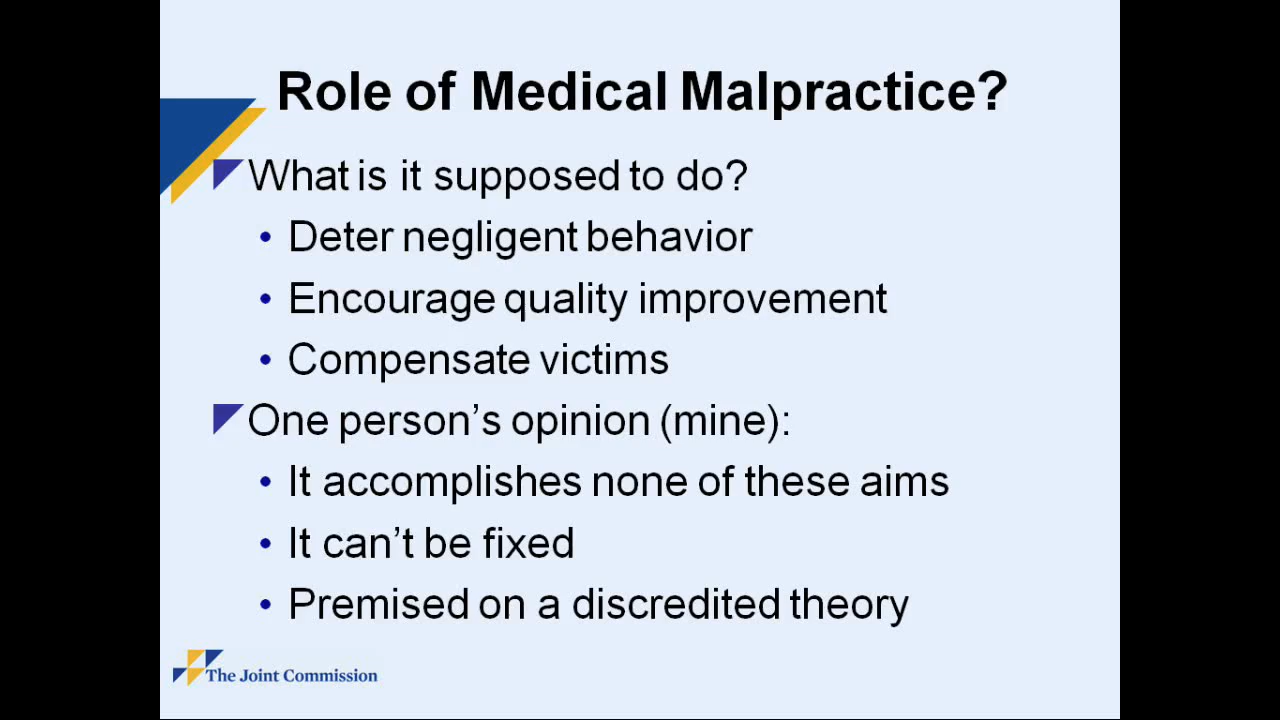 Role of Medical Malpractice?
What is it supposed to do?
• Deter negligent behavior
• Encourage quality improvement
• Compensate victims
One person’s opinion (mine):
• It accomplishes none of these aims
• It can’t be fixed
• Premised on a discredited theory
The Joint Commission